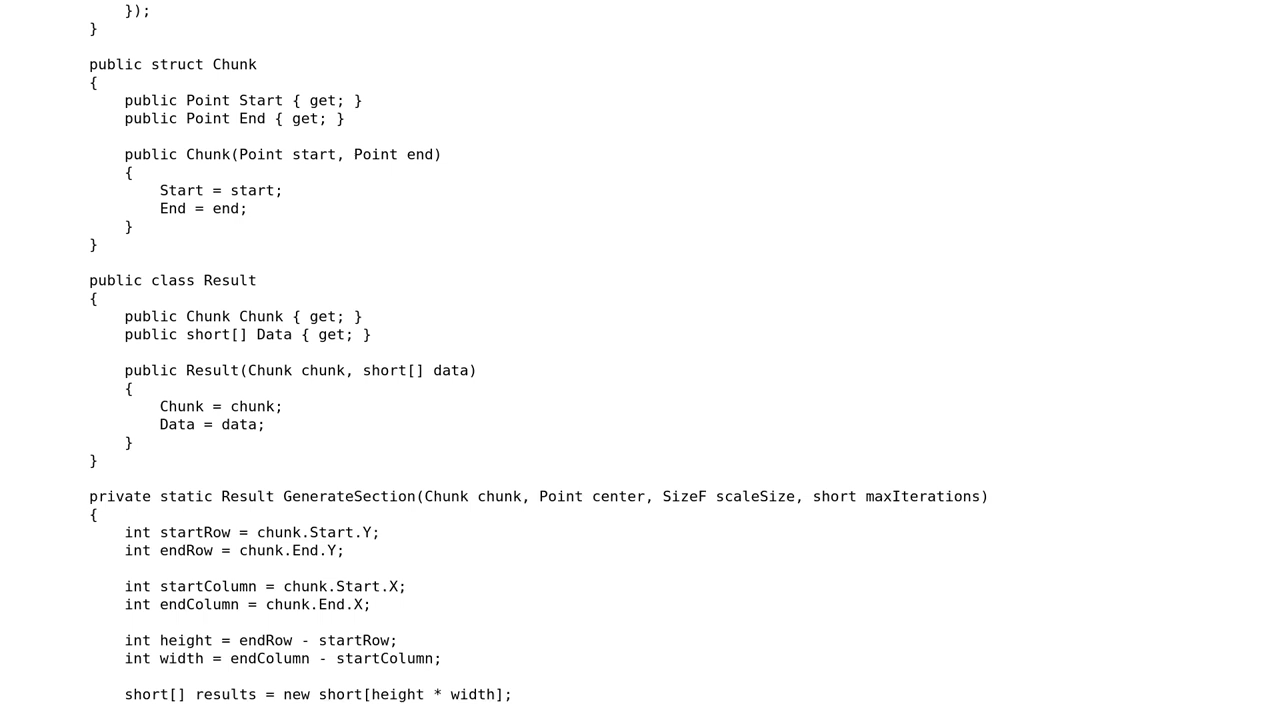 });
}

public struct Chunk
{
    public Point Start { get; }
    public Point End { get; }

    public Chunk(Point start, Point end)
    {
        Start = start;
        End = end;
    }
}

public class Result
{
    public Chunk Chunk { get; }
    public short[] Data { get; }

    public Result(Chunk chunk, short[] data)
    {
        Chunk = chunk;
        Data = data;
    }
}

private static Result GenerateSection(Chunk chunk, Point center, SizeF scaleSize, short maxIterations)
{
    int startRow = chunk.Start.Y;
    int endRow = chunk.End.Y;

    int startColumn = chunk.Start.X;
    int endColumn = chunk.End.X;

    int height = endRow - startRow;
    int width = endColumn - startColumn;

    short[] results = new short[height * width];